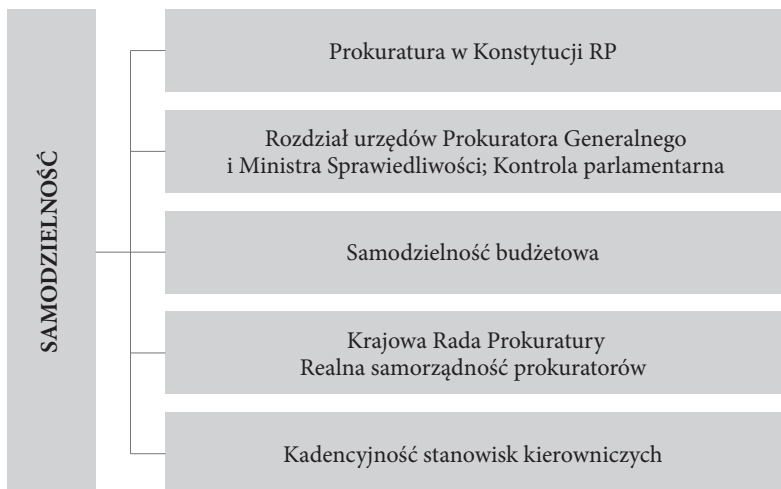 SAMODZIELNOŚĆ
Prokuratura w Konstytucji RP
Rozdział urzędów Prokuratora Generalnego
i Ministra Sprawiedliwości; Kontrola parlamentarna
Samodzielność budżetowa
Krajowa Rada Prokuratury
Realna samorządność prokuratorów
Kadencyjność stanowisk kierowniczych